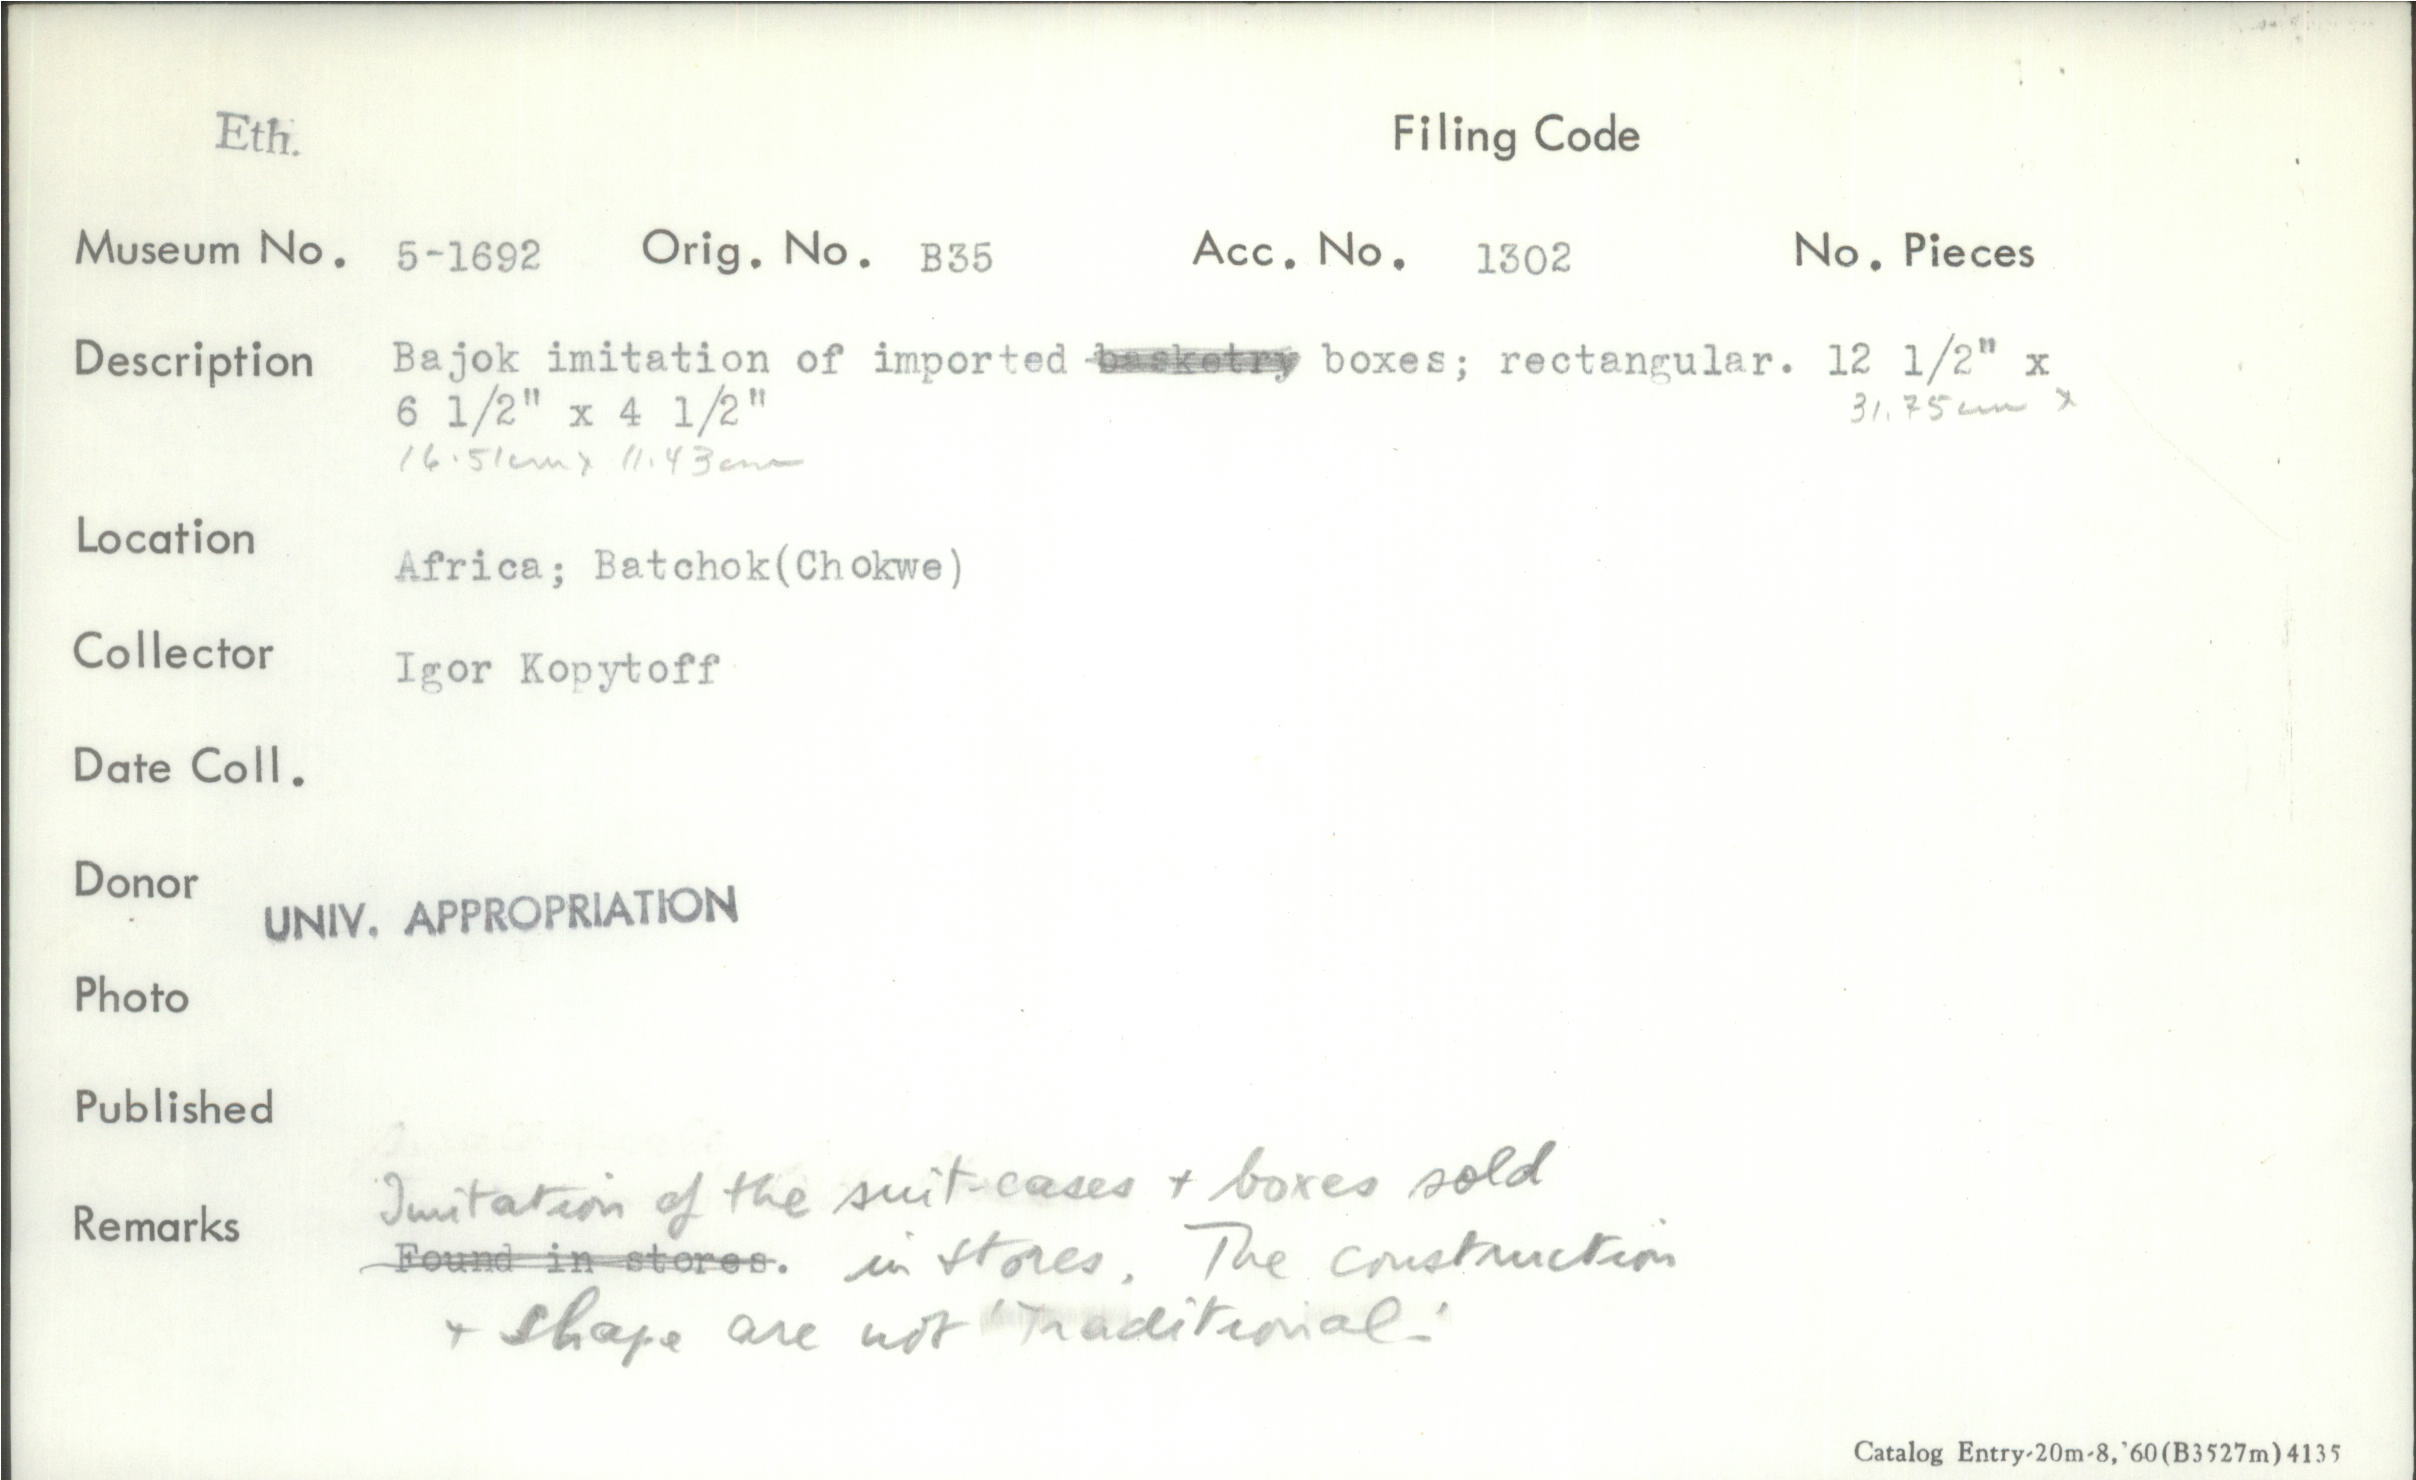 Eth.
Filing Code
Museum No. 5-1692 Orig. No. B35 Acc. No. 1302 No. Pieces
Description Bajok imitation of imported basketry boxes; rectangular. 12 1/2" x
31.75cm x
6 1/2" x 4 1/2"
16.51cm x 11.43cm
Location Africa; Batchok(Chokwe)
Collector Igor Kopytoff
Date Coll.
Donor UNIV. APPROPRIATION
Photo
Published
Remarks Imitation of the suit-cases + boxes sold
Found in stores. in stores. The construction
+ shape are not 'Traditional.'
Catalog Entry-20m-8,'60(B3527m)4135